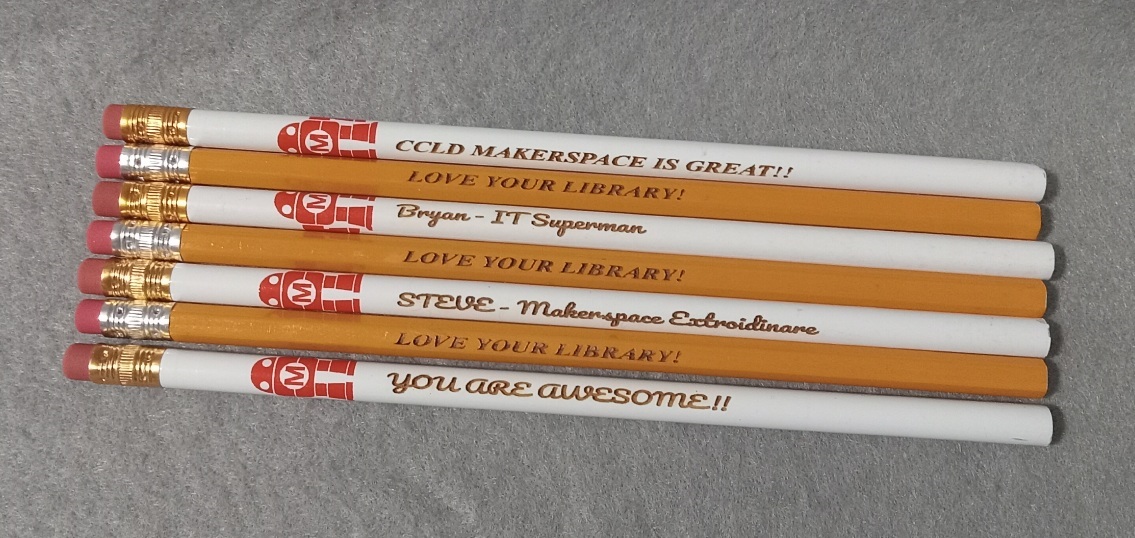 M CCLD MAKERSPACE IS GREAT!!
LOVE YOUR LIBRARY!
M Bryan - IT Superman
LOVE YOUR LIBRARY!
M STEVE - Makerspace Extroidinare
LOVE YOUR LIBRARY!
M YOU ARE AWESOME!!